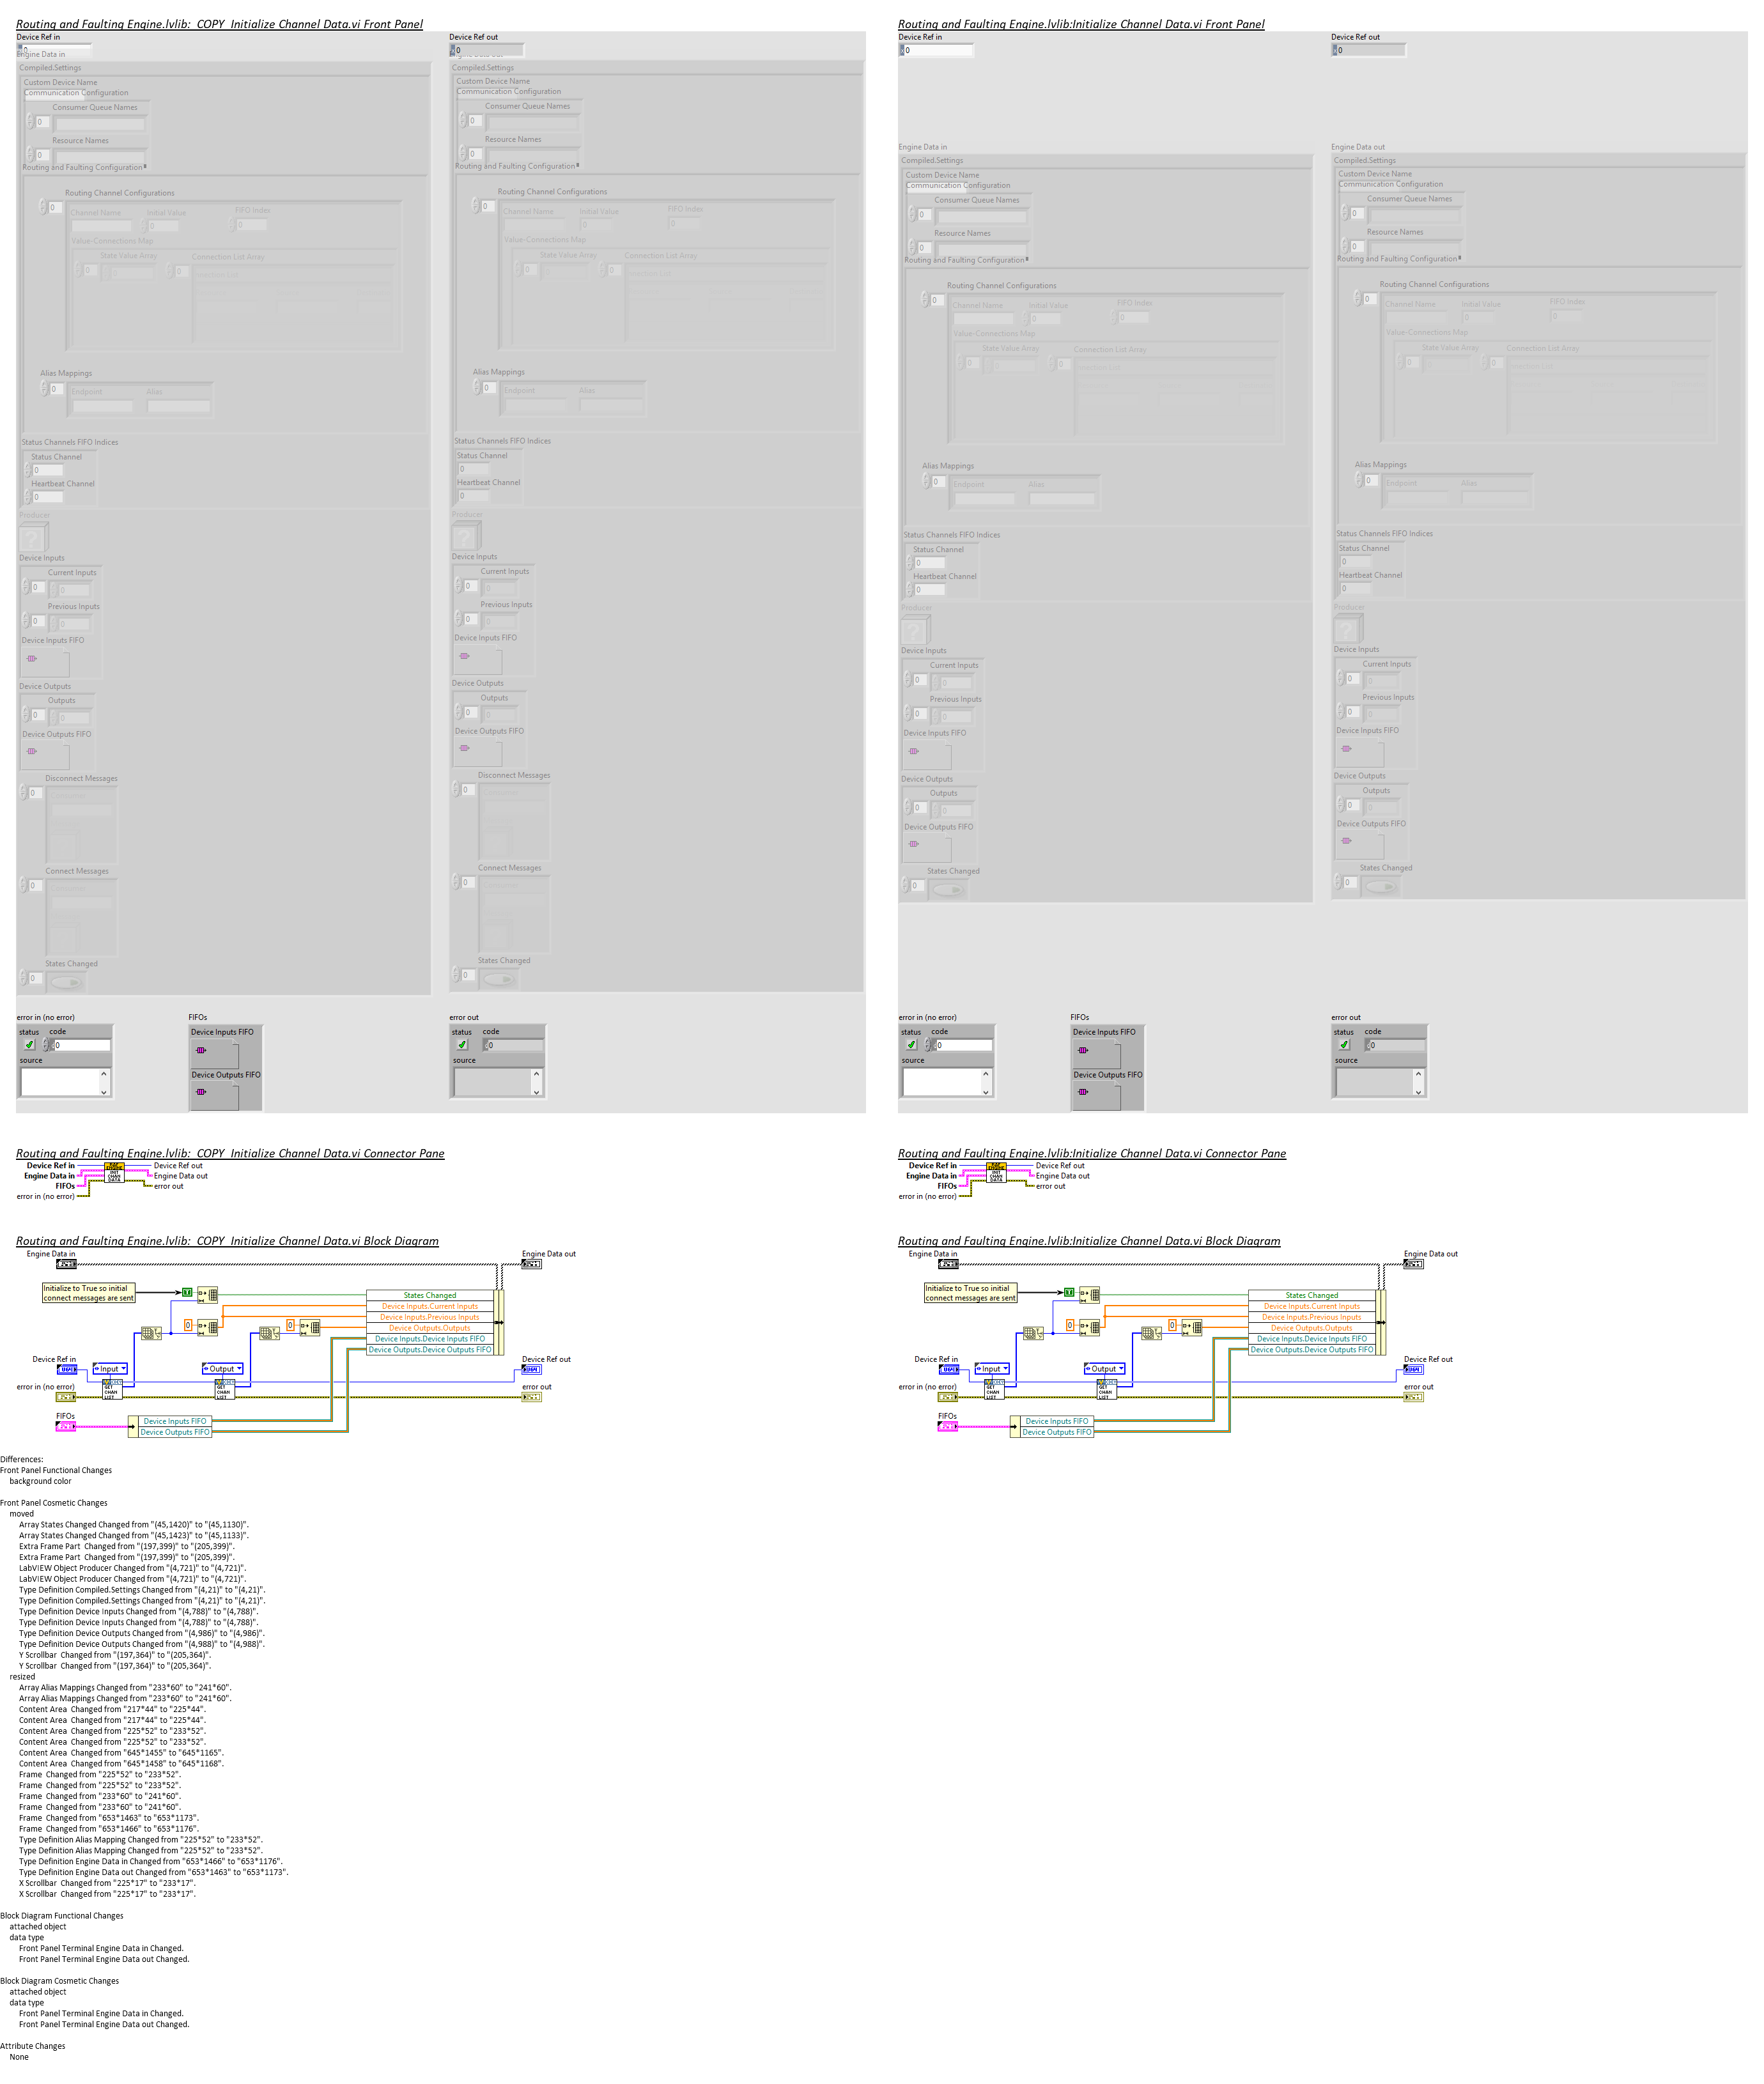 Routing and Faulting Engine.lvlib:  COPY  Initialize Channel Data.vi Front Panel
Device Ref in
0
Engine Data in
Compiled.Settings
Custom Device Name
Communication Configuration
Consumer Queue Names
0
Resource Names
0
Routing and Faulting Configuration
Routing Channel Configurations
0
Channel Name
Initial Value
FIFO Index
0
0
Value-Connections Map
State Value Array
Connection List Array
0
0
0
Alias Mappings
0
Endpoint
Alias
Status Channels FIFO Indices
Status Channel
0
Heartbeat Channel
0
Producer
?
Device Inputs
Current Inputs
0
0
Previous Inputs
0
0
Device Inputs FIFO
Device Outputs
Outputs
0
0
Device Outputs FIFO
Disconnect Messages
0
Connect Messages
0
States Changed
0
error in (no error)
status
code
0
source
FIFOs
Device Inputs FIFO
Device Outputs FIFO
Device Ref out
0
Compiled.Settings
Custom Device Name
Communication Configuration
Consumer Queue Names
0
Resource Names
0
Routing and Faulting Configuration
Routing Channel Configurations
0
Channel Name
Initial Value
FIFO Index
0
0
Value-Connections Map
State Value Array
Connection List Array
0
0
0
Alias Mappings
0
Endpoint
Alias
Status Channels FIFO Indices
Status Channel
0
Heartbeat Channel
0
Producer
?
Device Inputs
Current Inputs
0
0
Previous Inputs
0
0
Device Inputs FIFO
Device Outputs
Outputs
0
0
Device Outputs FIFO
Disconnect Messages
0
Connect Messages
0
States Changed
0
error out
status
code
0
source
Routing and Faulting Engine.lvlib:Initialize Channel Data.vi Front Panel
Device Ref in
0
Engine Data in
Compiled.Settings
Custom Device Name
Communication Configuration
Consumer Queue Names
0
Resource Names
0
Routing and Faulting Configuration
Routing Channel Configurations
0
Channel Name
Initial Value
FIFO Index
0
0
Value-Connections Map
State Value Array
Connection List Array
0
0
0
Alias Mappings
0
Endpoint
Alias
Status Channels FIFO Indices
Status Channel
0
Heartbeat Channel
0
Producer
?
Device Inputs
Current Inputs
0
0
Previous Inputs
0
0
Device Inputs FIFO
Device Outputs
Outputs
0
0
Device Outputs FIFO
States Changed
0
error in (no error)
status
code
0
source
FIFOs
Device Inputs FIFO
Device Outputs FIFO
Device Ref out
0
Engine Data out
Compiled.Settings
Custom Device Name
Communication Configuration
Consumer Queue Names
0
Resource Names
0
Routing and Faulting Configuration
Routing Channel Configurations
0
Channel Name
Initial Value
FIFO Index
0
0
Value-Connections Map
State Value Array
Connection List Array
0
0
0
Alias Mappings
0
Endpoint
Alias
Status Channels FIFO Indices
Status Channel
0
Heartbeat Channel
0
Producer
?
Device Inputs
Current Inputs
0
0
Previous Inputs
0
0
Device Inputs FIFO
Device Outputs
Outputs
0
0
Device Outputs FIFO
States Changed
0
error out
status
code
0
source
Routing and Faulting Engine.lvlib:  COPY  Initialize Channel Data.vi Connector Pane
Device Ref in
Engine Data in
FIFOs
error in (no error)
ENGINE
INIT
CHAN
DATA
Device Ref out
Engine Data out
error out
Routing and Faulting Engine.lvlib:Initialize Channel Data.vi Connector Pane
Device Ref in
Engine Data in
FIFOs
error in (no error)
ENGINE
INIT
CHAN
DATA
Device Ref out
Engine Data out
error out
Routing and Faulting Engine.lvlib:  COPY  Initialize Channel Data.vi Block Diagram
Engine Data in
Engine Data out
Initialize to True so initial
connect messages are sent
States Changed
Device Inputs.Current Inputs
Device Inputs.Previous Inputs
Device Outputs.Outputs
Device Inputs.Device Inputs FIFO
Device Outputs.Device Outputs FIFO
0
0
Device Ref in
Input
Output
Device Ref out
GET
CHAN
LIST
GET
CHAN
LIST
error in (no error)
error out
FIFOs
Device Inputs FIFO
Device Outputs FIFO
Routing and Faulting Engine.lvlib:Initialize Channel Data.vi Block Diagram
Engine Data in
Engine Data out
Initialize to True so initial
connect messages are sent
States Changed
Device Inputs.Current Inputs
Device Inputs.Previous Inputs
Device Outputs.Outputs
Device Inputs.Device Inputs FIFO
Device Outputs.Device Outputs FIFO
0
0
Device Ref in
Input
Output
Device Ref out
GET
CHAN
LIST
GET
CHAN
LIST
error in (no error)
error out
FIFOs
Device Inputs FIFO
Device Outputs FIFO
Differences:
Front Panel Functional Changes
background color
Front Panel Cosmetic Changes
moved
Array States Changed Changed from "(45,1420)" to "(45,1130)".
Array States Changed Changed from "(45,1423)" to "(45,1133)".
Extra Frame Part  Changed from "(197,399)" to "(205,399)".
Extra Frame Part  Changed from "(197,399)" to "(205,399)".
LabVIEW Object Producer Changed from "(4,721)" to "(4,721)".
LabVIEW Object Producer Changed from "(4,721)" to "(4,721)".
Type Definition Compiled.Settings Changed from "(4,21)" to "(4,21)".
Type Definition Compiled.Settings Changed from "(4,21)" to "(4,21)".
Type Definition Device Inputs Changed from "(4,788)" to "(4,788)".
Type Definition Device Inputs Changed from "(4,788)" to "(4,788)".
Type Definition Device Outputs Changed from "(4,986)" to "(4,986)".
Type Definition Device Outputs Changed from "(4,988)" to "(4,988)".
Y Scrollbar  Changed from "(197,364)" to "(205,364)".
Y Scrollbar  Changed from "(197,364)" to "(205,364)".
resized
Array Alias Mappings Changed from "233*60" to "241*60".
Array Alias Mappings Changed from "233*60" to "241*60".
Content Area  Changed from "217*44" to "225*44".
Content Area  Changed from "217*44" to "225*44".
Content Area  Changed from "225*52" to "233*52".
Content Area  Changed from "225*52" to "233*52".
Content Area  Changed from "645*1455" to "645*1165".
Content Area  Changed from "645*1458" to "645*1168".
Frame  Changed from "225*52" to "233*52".
Frame  Changed from "225*52" to "233*52".
Frame  Changed from "233*60" to "241*60".
Frame  Changed from "233*60" to "241*60".
Frame  Changed from "653*1463" to "653*1173".
Frame  Changed from "653*1466" to "653*1176".
Type Definition Alias Mapping Changed from "225*52" to "233*52".
Type Definition Alias Mapping Changed from "225*52" to "233*52".
Type Definition Engine Data in Changed from "653*1466" to "653*1176".
Type Definition Engine Data out Changed from "653*1463" to "653*1173".
X Scrollbar  Changed from "225*17" to "233*17".
X Scrollbar  Changed from "225*17" to "233*17".
Block Diagram Functional Changes
attached object
data type
Front Panel Terminal Engine Data in Changed.
Front Panel Terminal Engine Data out Changed.
Block Diagram Cosmetic Changes
attached object
data type
Front Panel Terminal Engine Data in Changed.
Front Panel Terminal Engine Data out Changed.
Attribute Changes
None